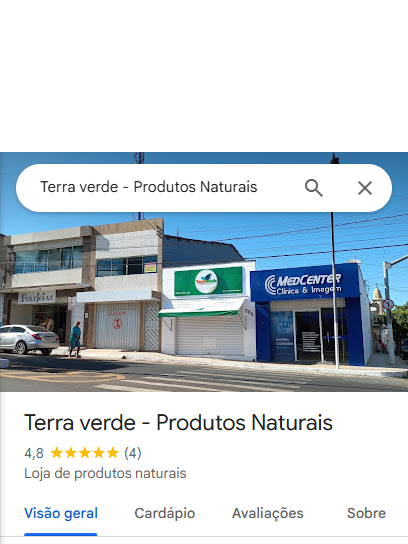 Terra verde - Produtos Naturais
POLYJOIAS
MEDCENTER
Clínica & Imagem
Terra verde - Produtos Naturais
4,8 (4)
Loja de produtos naturais
Visão geral
Cardápio
Avaliações
Sobre